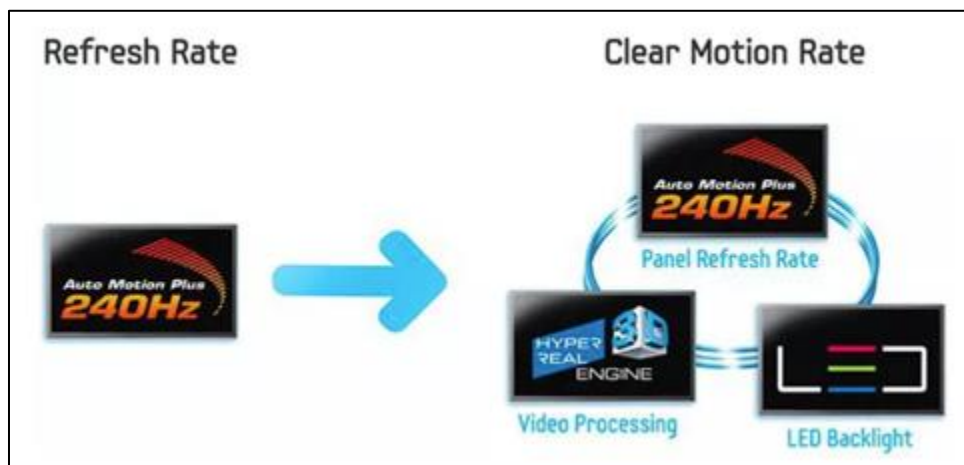 Refresh Rate
Clear Motion Rate
Auto Motion Plus
240Hz
Auto Motion Plus
240Hz
Panel Refresh Rate
HYPER
REAL
3D
ENGINE
Video Processing
LED
LED Backlight